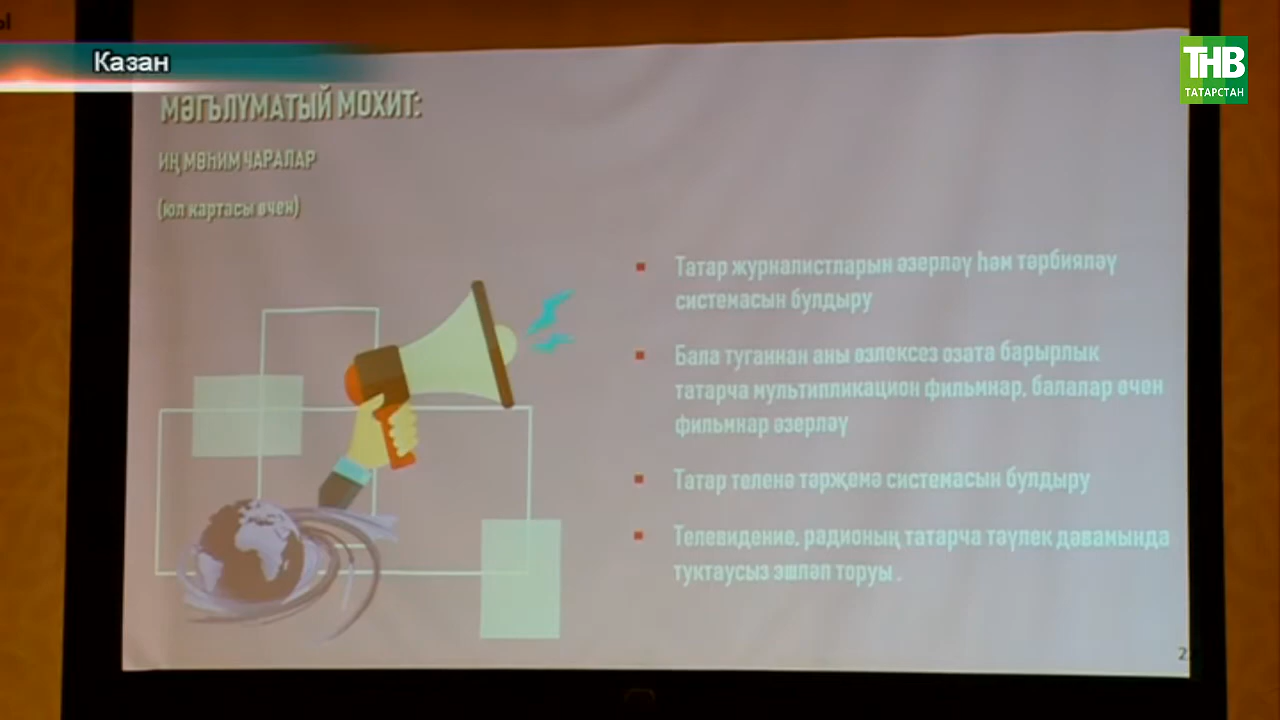 Казан
ТНВ
ТАТАРСТАН
МӘГЪЛҮМАТЫЙ МОХИТ:
ИҢ МӨҺИМ ЧАРАЛАР
(юл картасы өчен)
Татар журналистларын әзерләү һәм тәрбияләү
системасын булдыру
Бала туганнан аны өзлексез озата барырлык
татарча мультипликацион фильмнар, балалар өчен
фильмнар әзерләү
Татар теленә тәрҗемә системасын булдыру
Телевидение, радионың татарча тәүлек дәвамында
туктаусыз эшләп торуы .